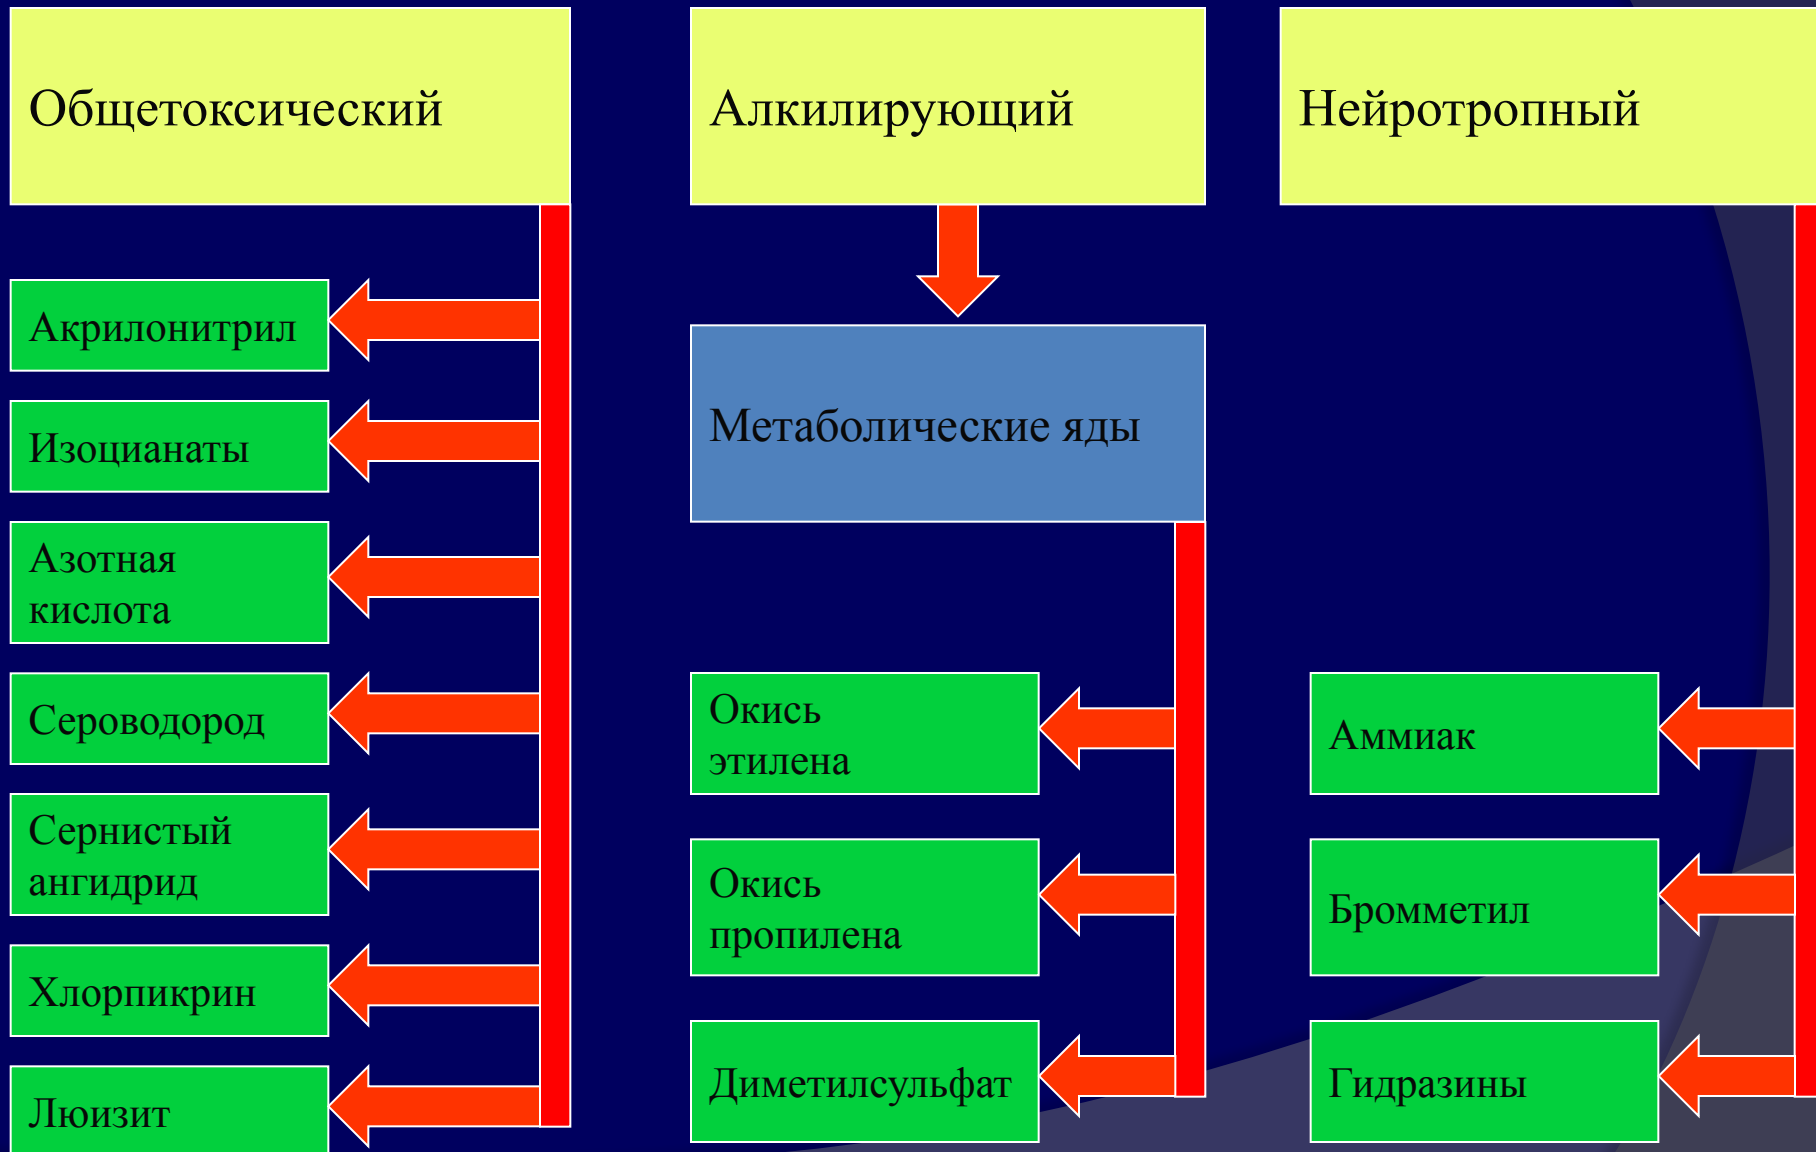 Общетоксический
Акрилонитрил
Изоцианаты
Азотная
кислота
Сероводород
Сернистый
ангидрид
Хлорпикрин
Люизит
Алкилирующий
Метаболические яды
Окись
этилена
Окись
пропилена
Диметилсульфат
Нейротропный
Аммиак
Бромметил
Гидразины